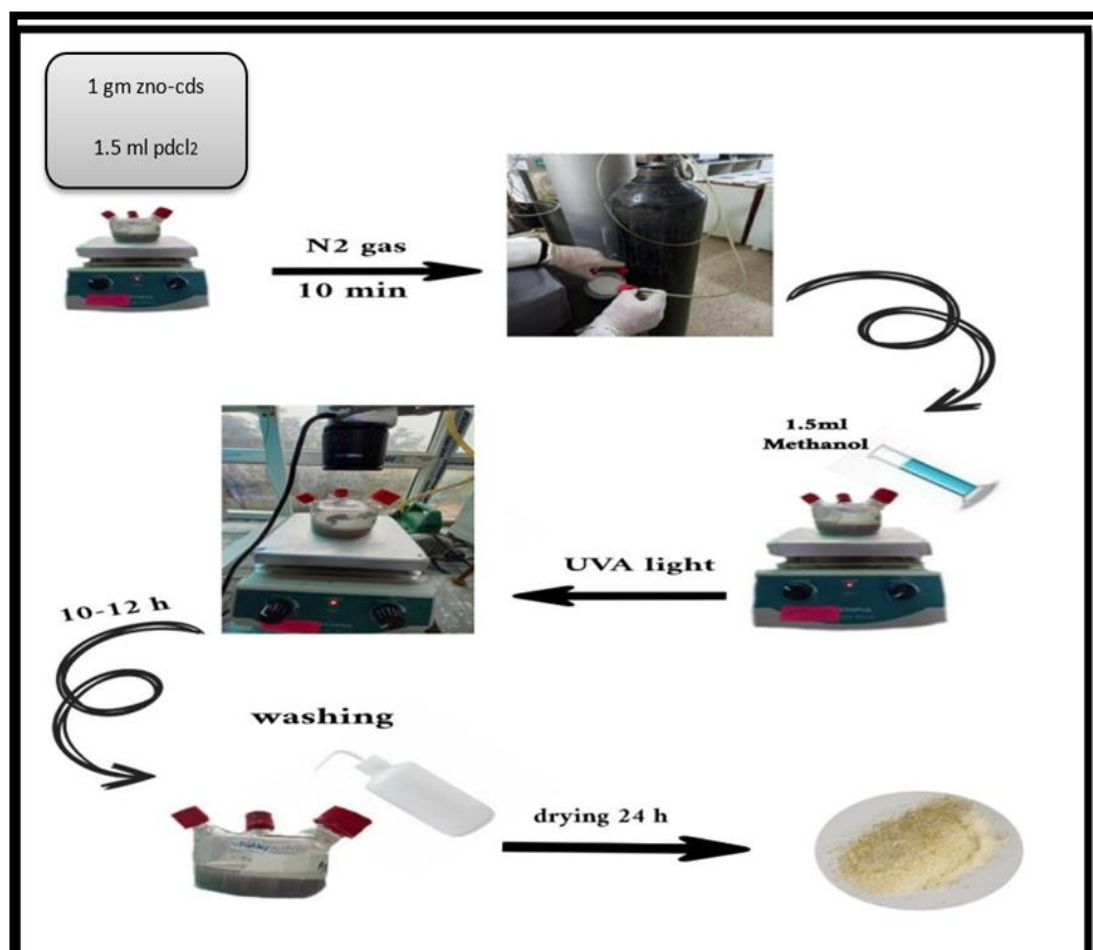 1 gm zno-cds
1.5 ml pdcl₂
N2 gas
10 min
1.5ml
Methanol
UVA light
10-12 h
washing
drying 24 h